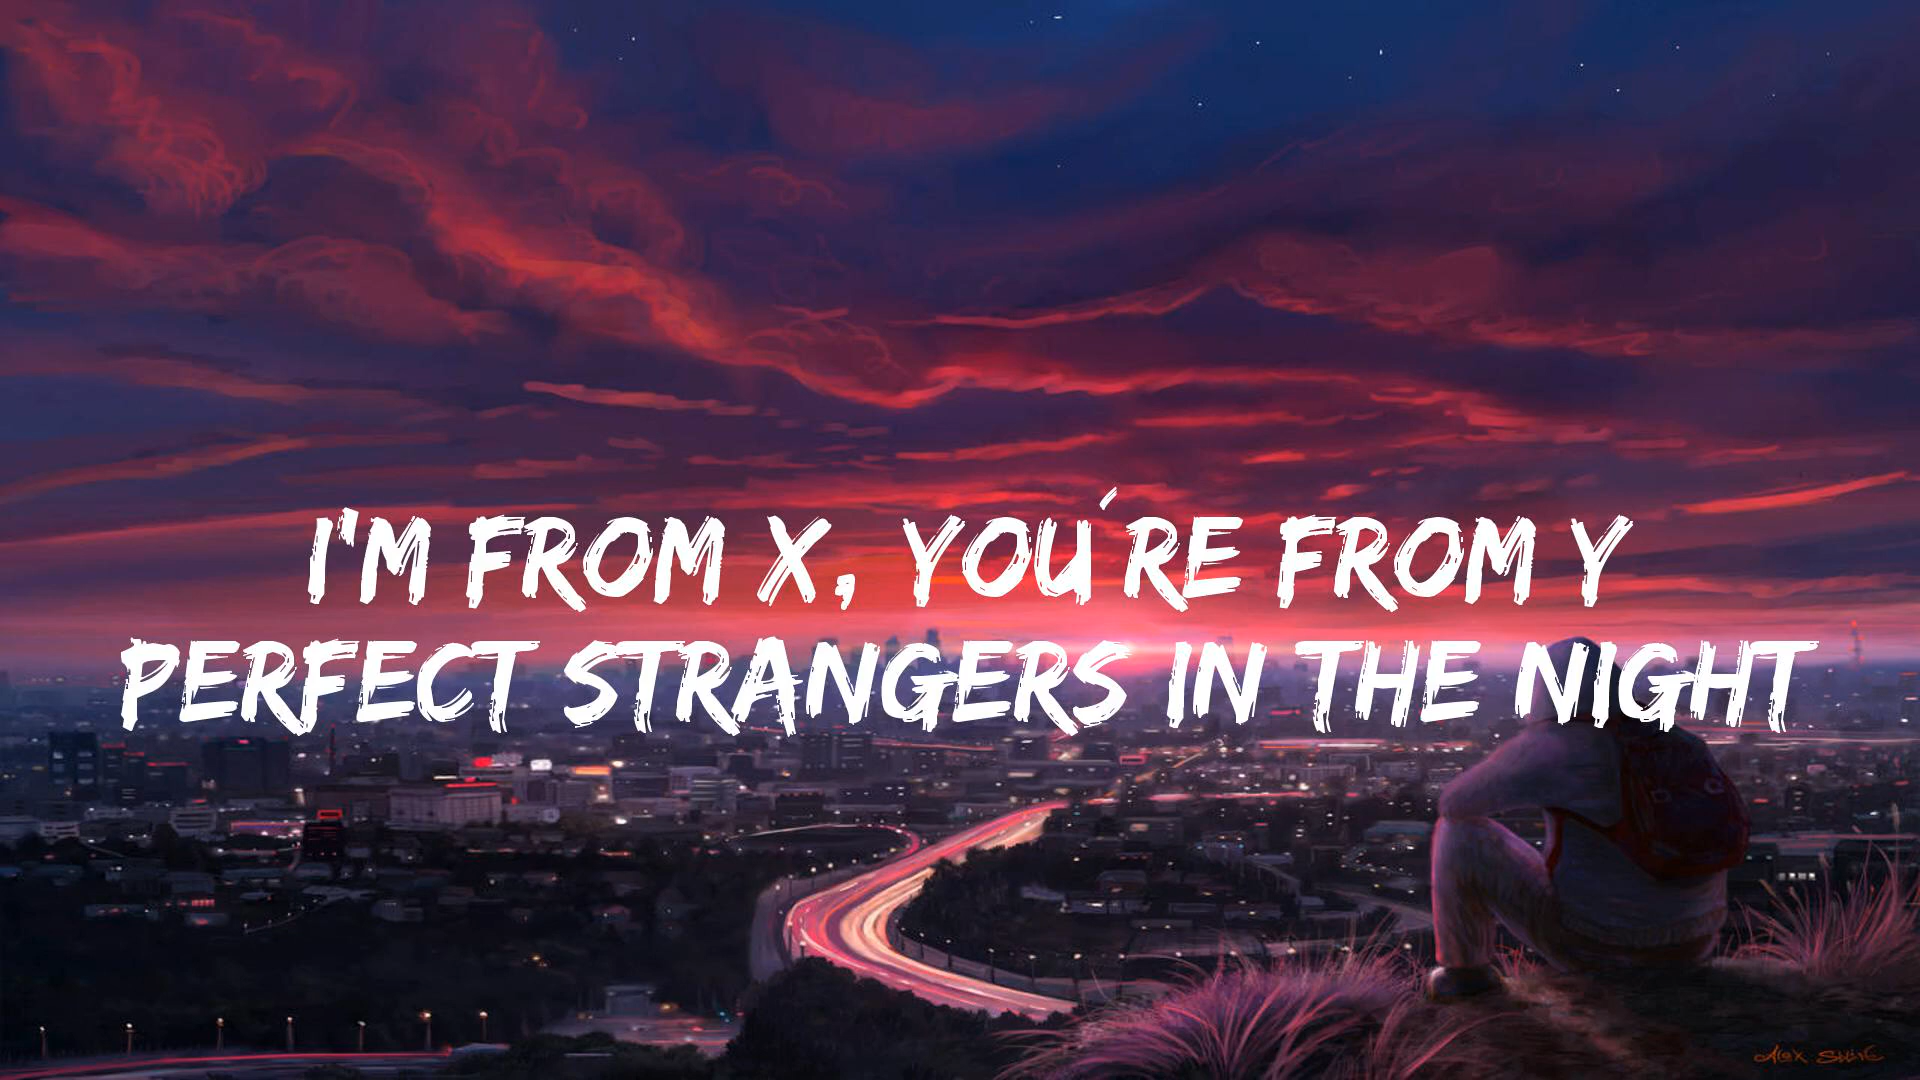 I'M FROM X, YOU´RE FROM Y
PERFECT STRANGERS IN THE NIGHT